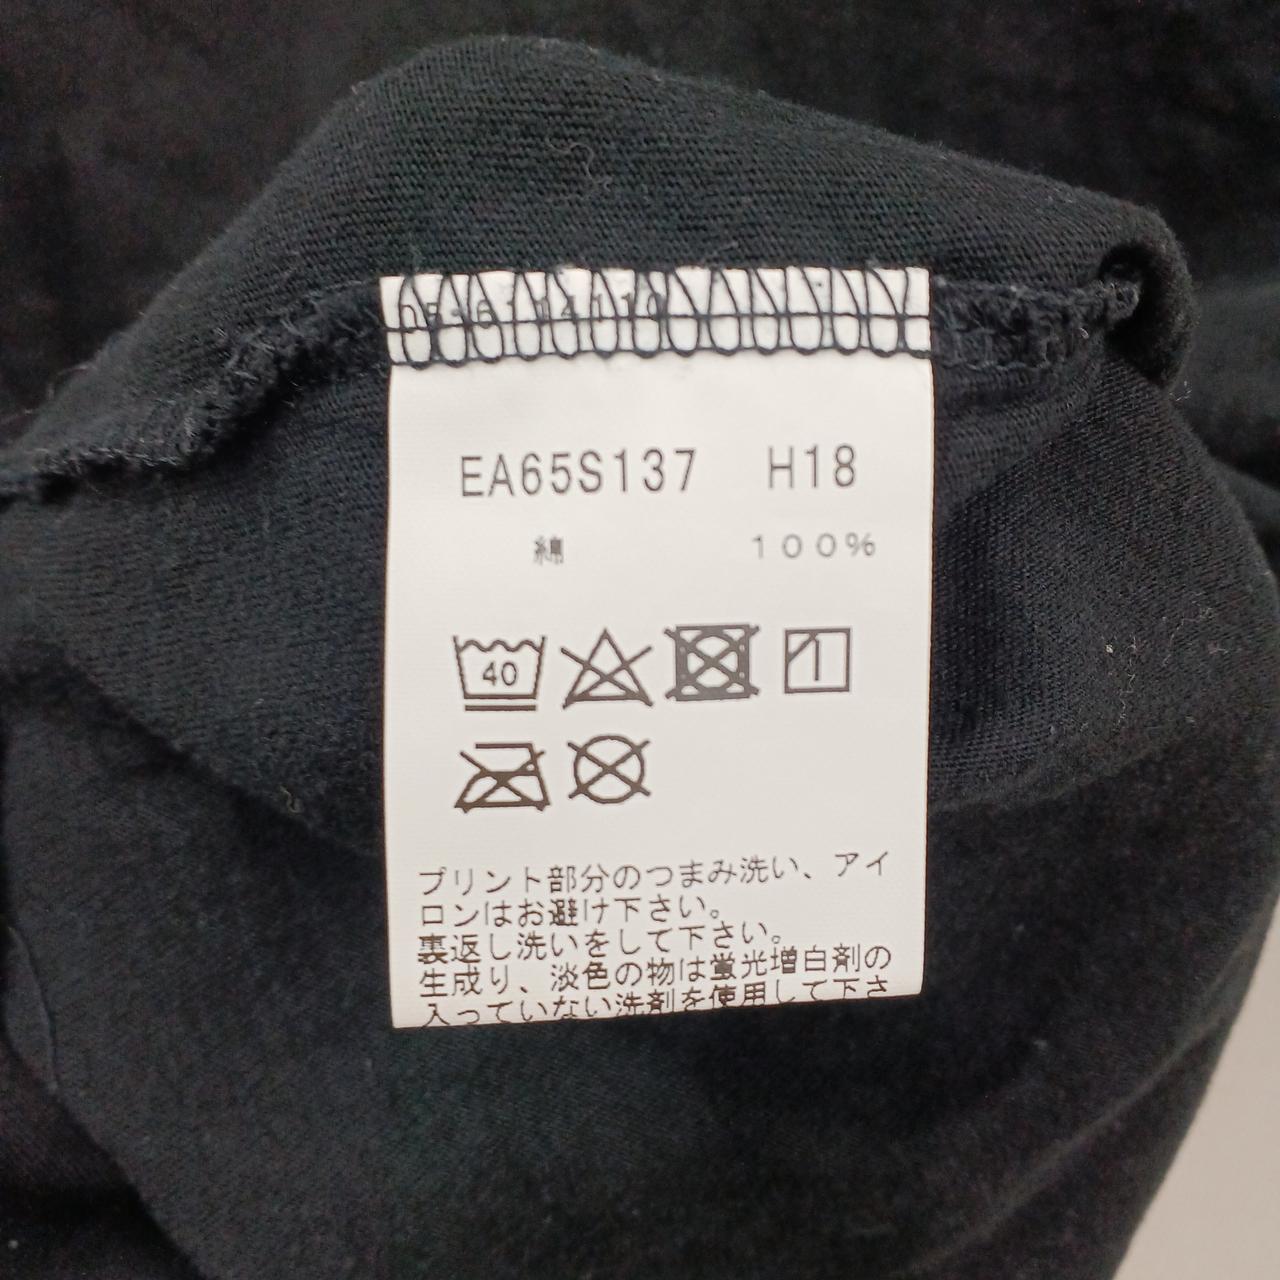 EA65S137 H18
綿 100%
40
プリント部分のつまみ洗い、アイ
ロンはお避け下さい。
裏返し洗いをして下さい。
生成り、淡色の物は蛍光増白剤の
入っていない洗剤を使用して下さ